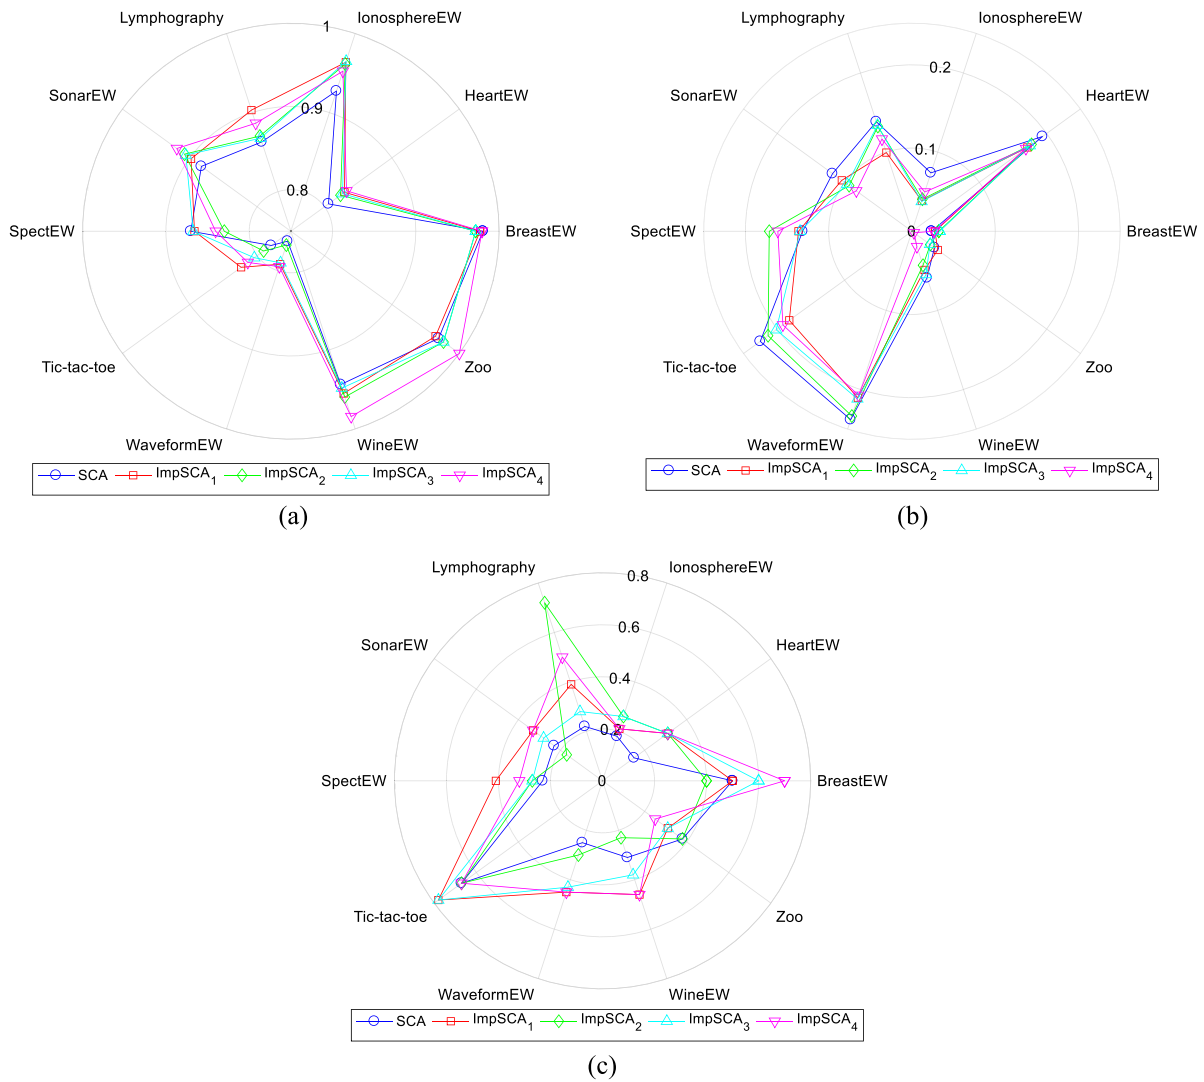 Lymphography
IonosphereEW
1
SonarEW
HeartEW
0.9
0.8
SpectEW
BreastEW
Tic-tac-toe
Zoo
WaveformEW
WineEW
SCA ImpSCA1 ImpSCA2 ImpSCA3 ImpSCA4
(a)
Lymphography
IonosphereEW
0.2
SonarEW
HeartEW
0.1
SpectEW
0
BreastEW
Tic-tac-toe
Zoo
WaveformEW
WineEW
SCA ImpSCA1 ImpSCA2 ImpSCA3 ImpSCA4
(b)
Lymphography
IonosphereEW
0.8
0.6
SonarEW
HeartEW
0.4
0.2
SpectEW
0
BreastEW
Tic-tac-toe
Zoo
WaveformEW
WineEW
SCA ImpSCA1 ImpSCA2 ImpSCA3 ImpSCA4
(c)